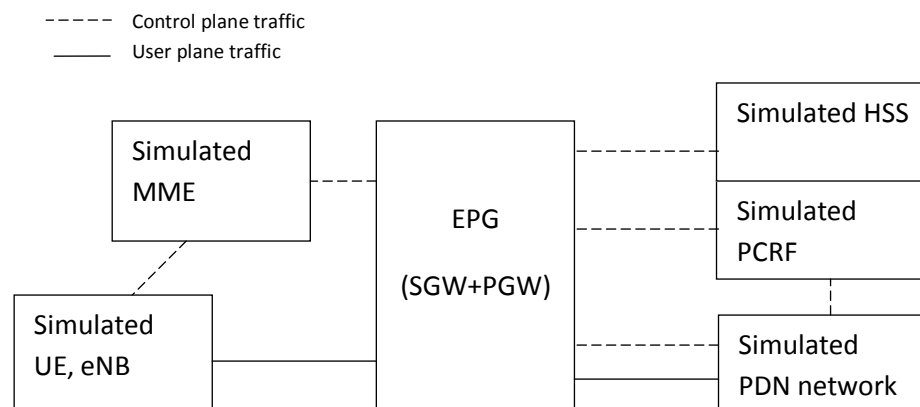 Control plane traffic
User plane traffic
Simulated HSS
Simulated
MME
Simulated
PCRF
EPG
(SGW+PGW)
Simulated
UE, eNB
Simulated
PDN network